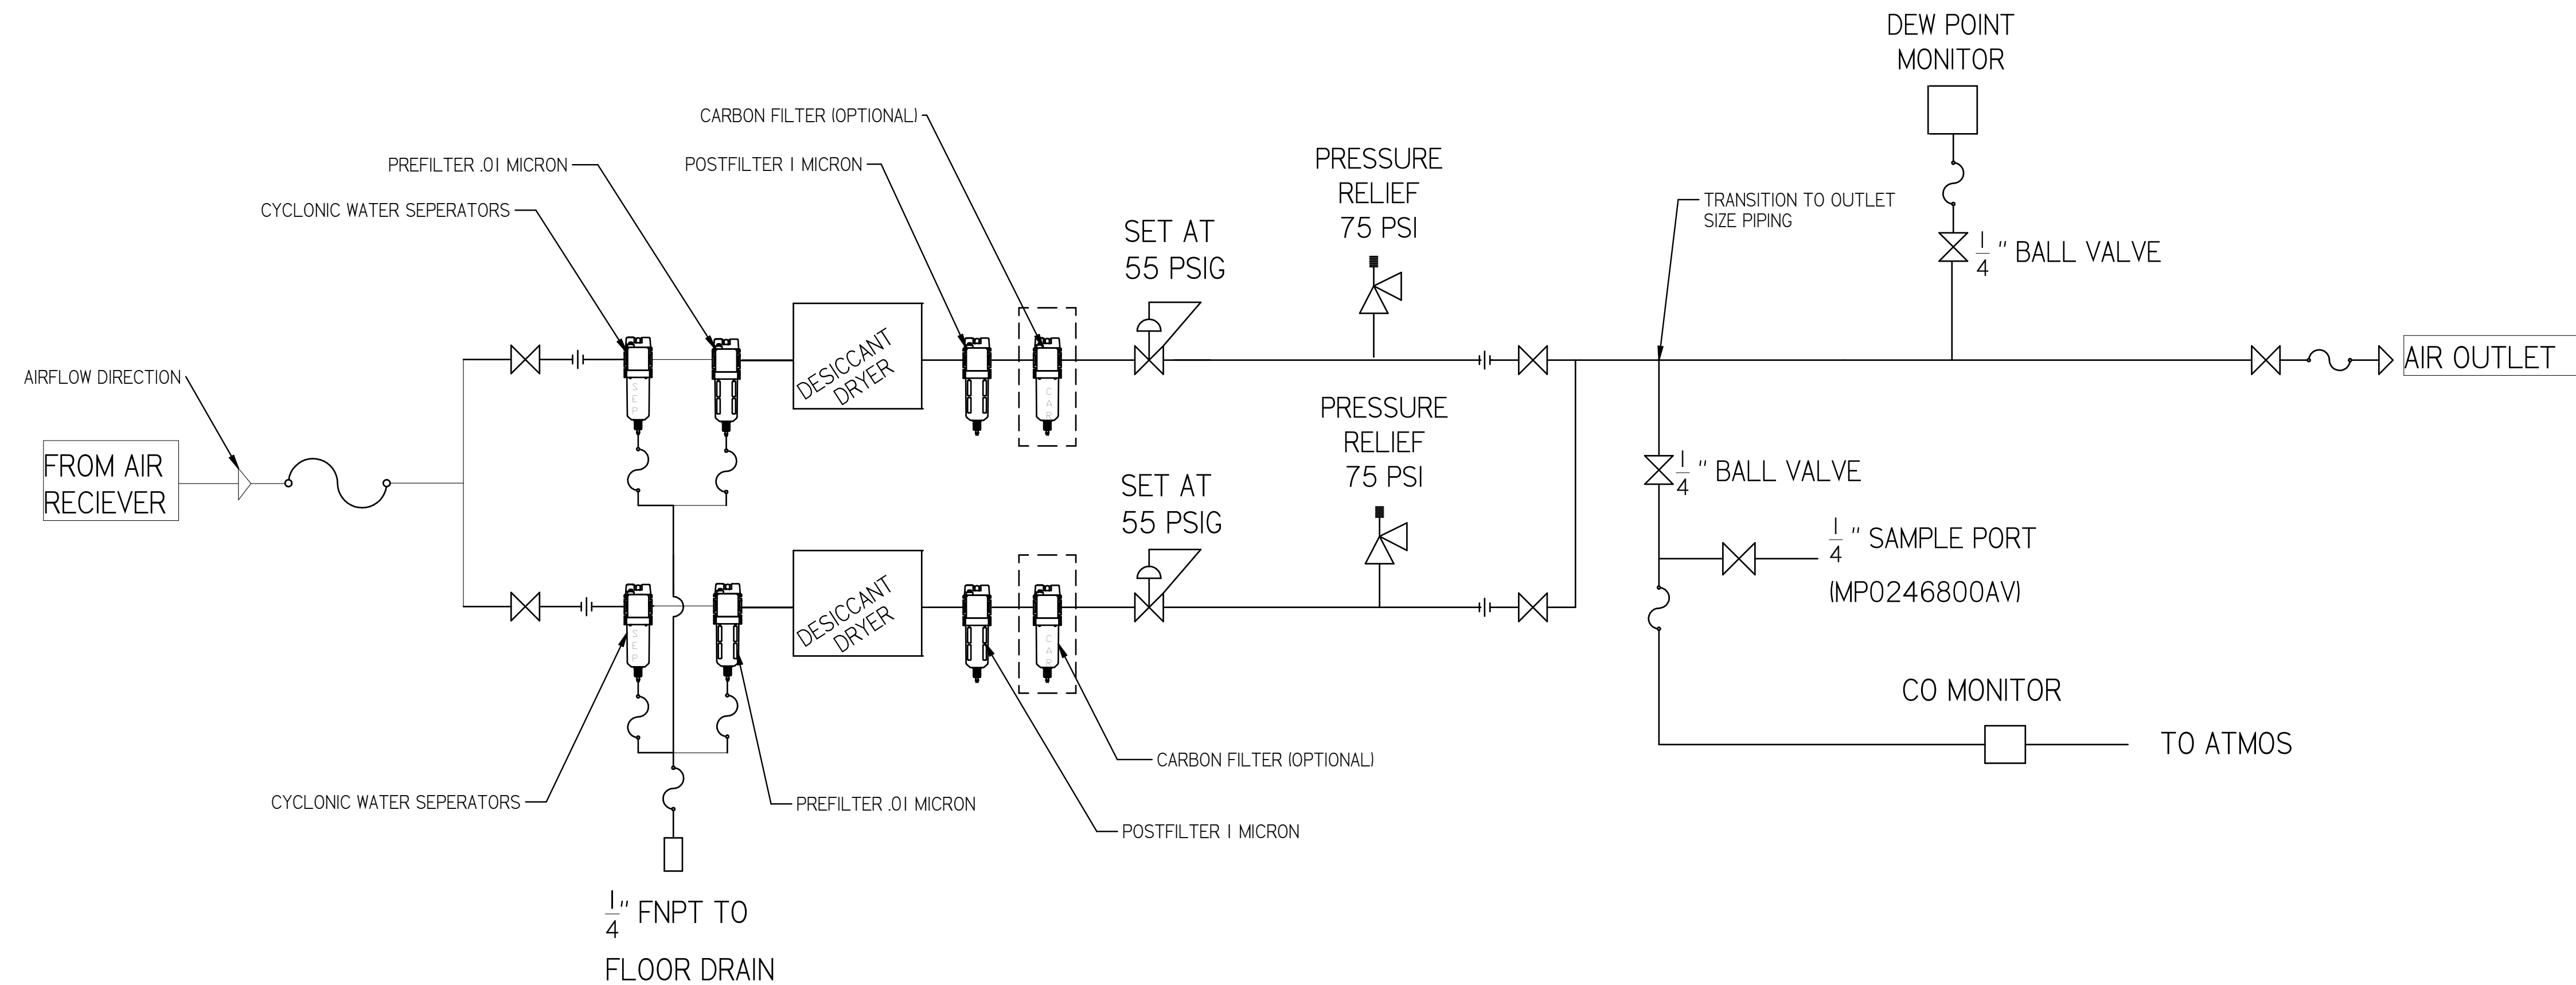 DEW POINT
MONITOR
CARBON FILTER (OPTIONAL)
PREFILTER .01 MICRON
POSTFILTER 1 MICRON
CYCLONIC WATER SEPERATORS
PRESSURE
RELIEF
75 PSI
SET AT
55 PSIG
TRANSITION TO OUTLET
SIZE PIPING
1/4 " BALL VALVE
AIRFLOW DIRECTION
DESICCANT
DRYER
SEP
CAR
AIR OUTLET
FROM AIR
RECIEVER
PRESSURE
RELIEF
75 PSI
SET AT
55 PSIG
1/4 " BALL VALVE
1/4 " SAMPLE PORT
(MP0246800AV)
DESICCANT
DRYER
SEP
CAR
CO MONITOR
TO ATMOS
CARBON FILTER (OPTIONAL)
CYCLONIC WATER SEPERATORS
PREFILTER .01 MICRON
POSTFILTER 1 MICRON
1/4" FNPT TO
FLOOR DRAIN